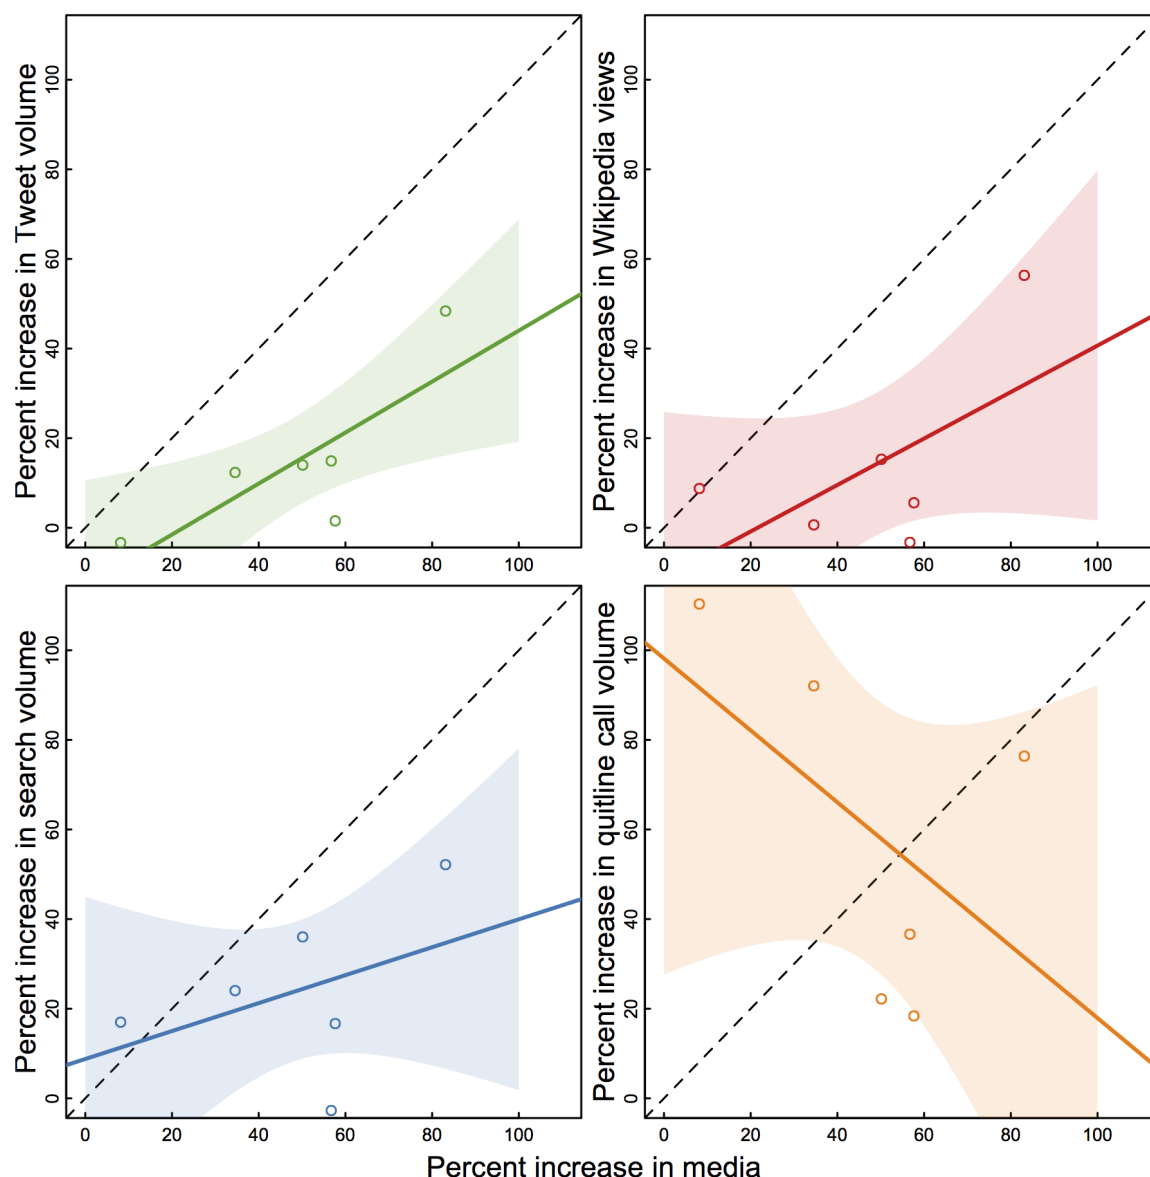 Percent increase in Tweet volume
0 20 40 60 80 100
0 20 40 60 80 100
Percent increase in Wikipedia views
0 20 40 60 80 100
0 20 40 60 80 100
Percent increase in search volume
0 20 40 60 80 100
0 20 40 60 80 100
Percent increase in quitline call volume
0 20 40 60 80 100
0 20 40 60 80 100
Percent increase in media